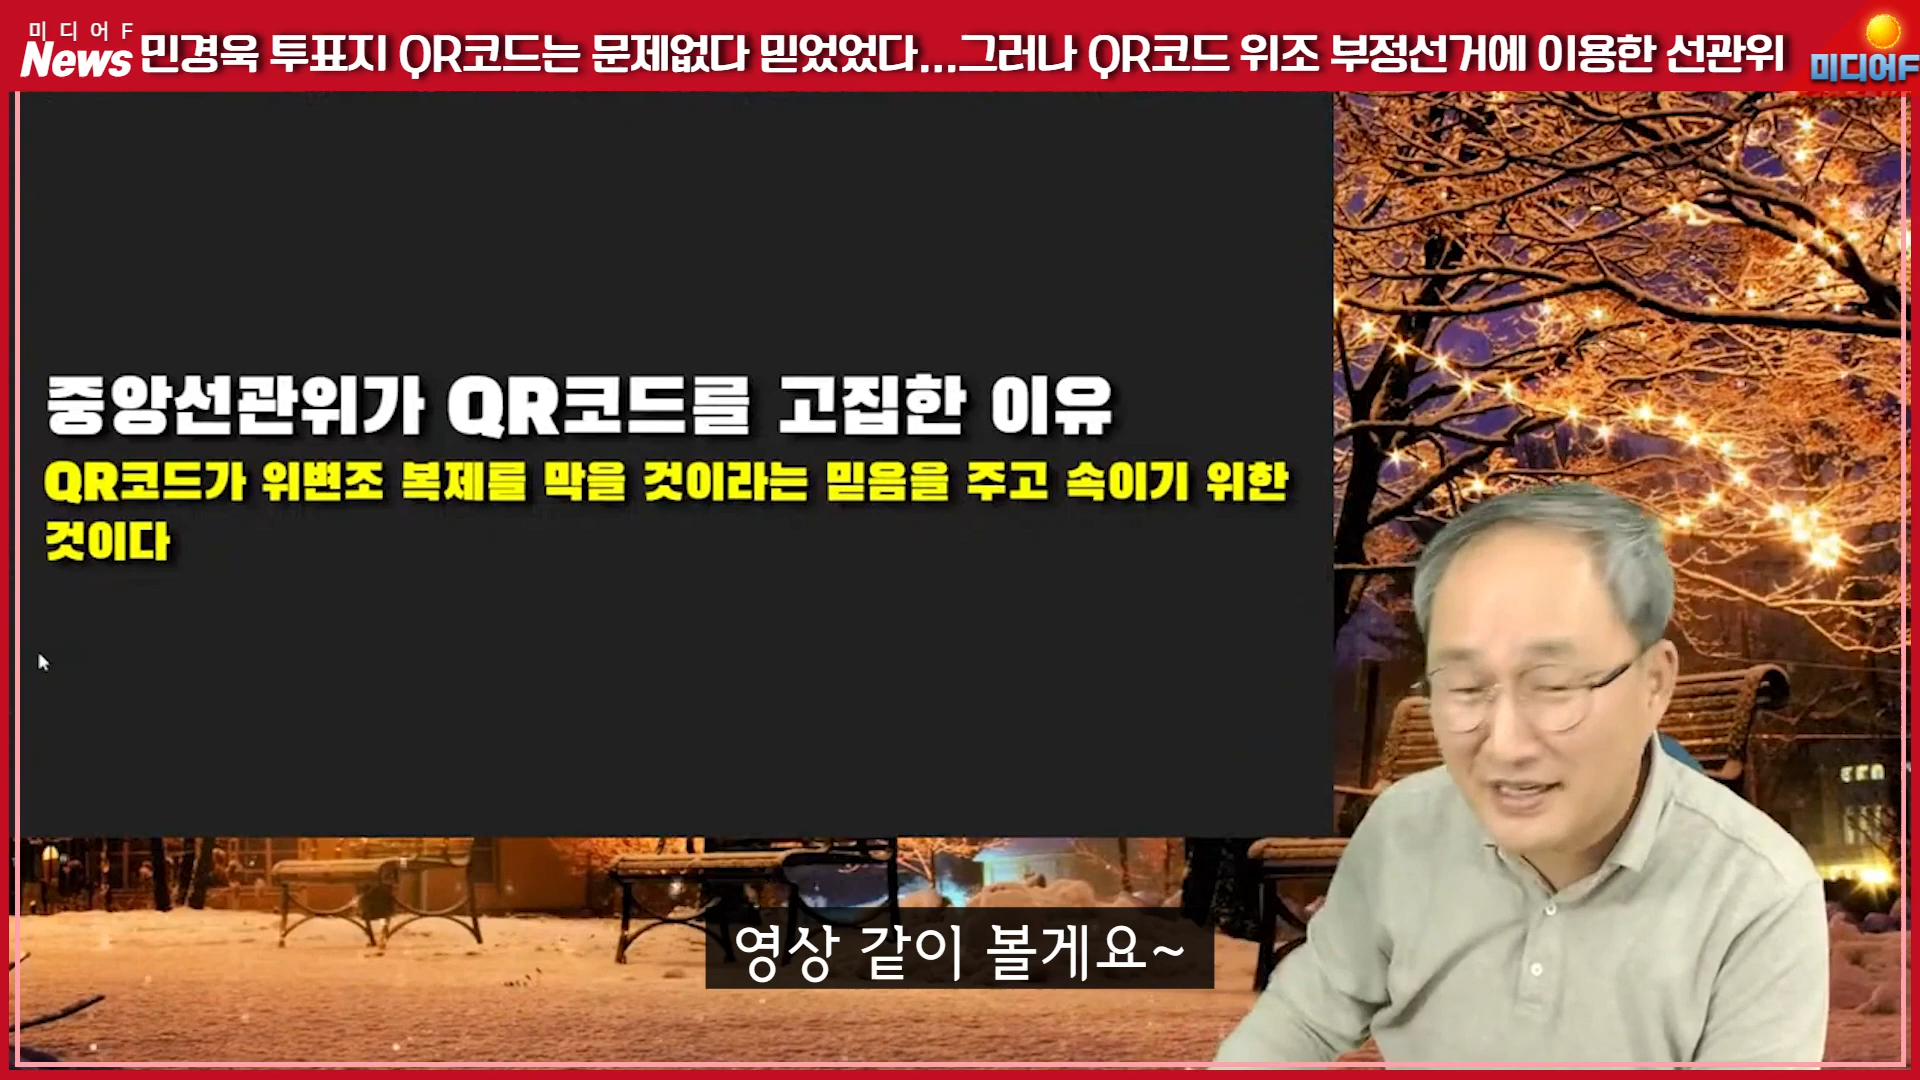 미디어F
News 민경욱 투표지 QR코드는 문제없다 믿었었다...그러나 QR코드 위조 부정선거에 이용한 선관위
미디어F
중앙선관위가 QR코드를 고집한 이유
QR코드가 위변조 복제를 막을 것이라는 믿음을 주고 속이기 위한
것이다
영상 같이 볼게요~